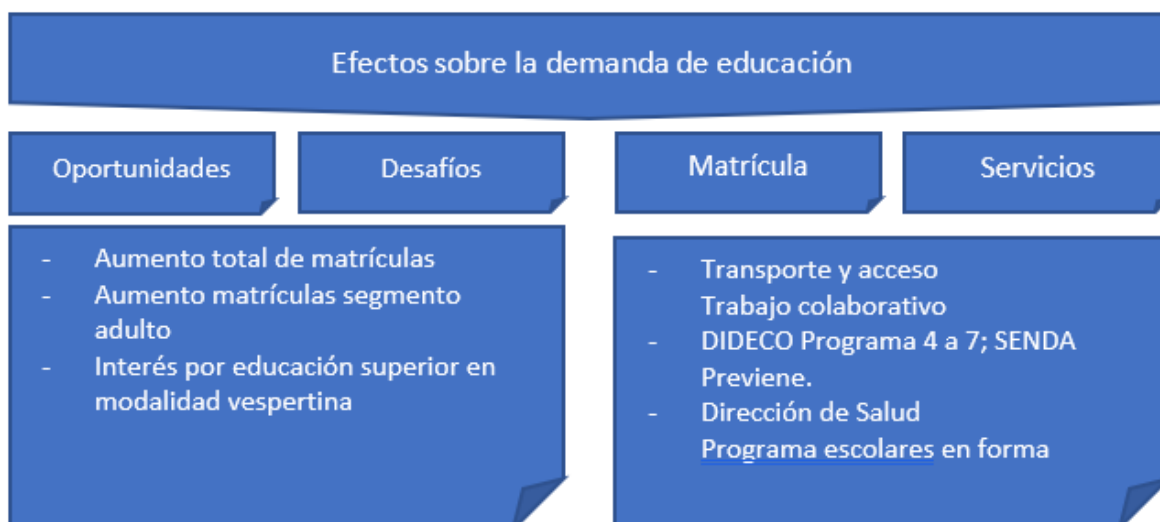 Efectos sobre la demanda de educación
Oportunidades
Desafíos
Matrícula
Servicios
- Aumento total de matrículas
- Aumento matrículas segmento
adulto
- Interés por educación superior en
modalidad vespertina
- Transporte y acceso
Trabajo colaborativo
- DIDECO Programa 4 a 7; SENDA
Previene.
- Dirección de Salud
Programa escolares en forma